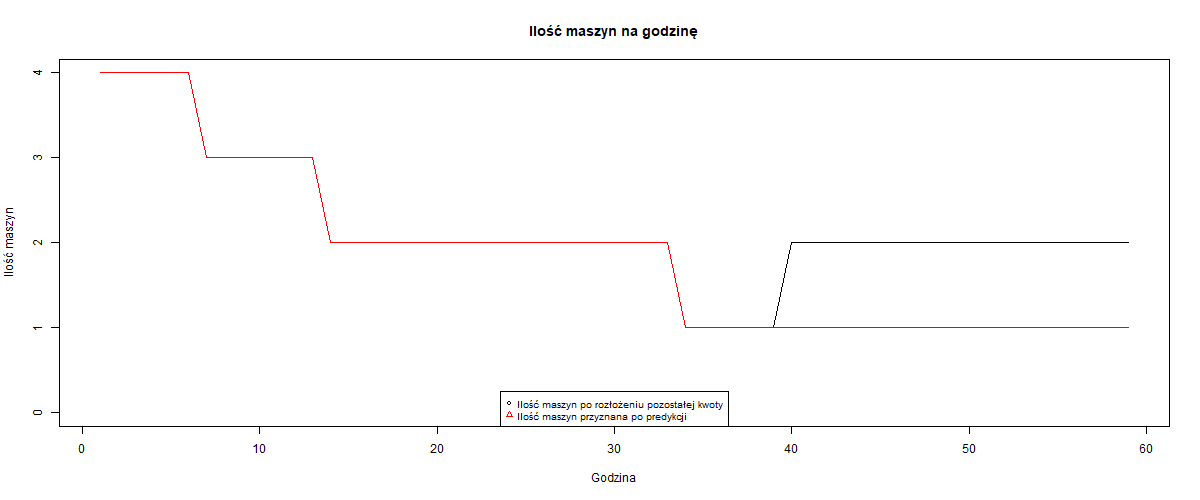 Ilość maszyn na godzinę
Ilość maszyn
4
3
2
1
0
Ilość maszyn po rozłożeniu pozostałej kwoty
Ilość maszyn przyznana po predykcji
0 10 20 30 40 50 60
Godzina